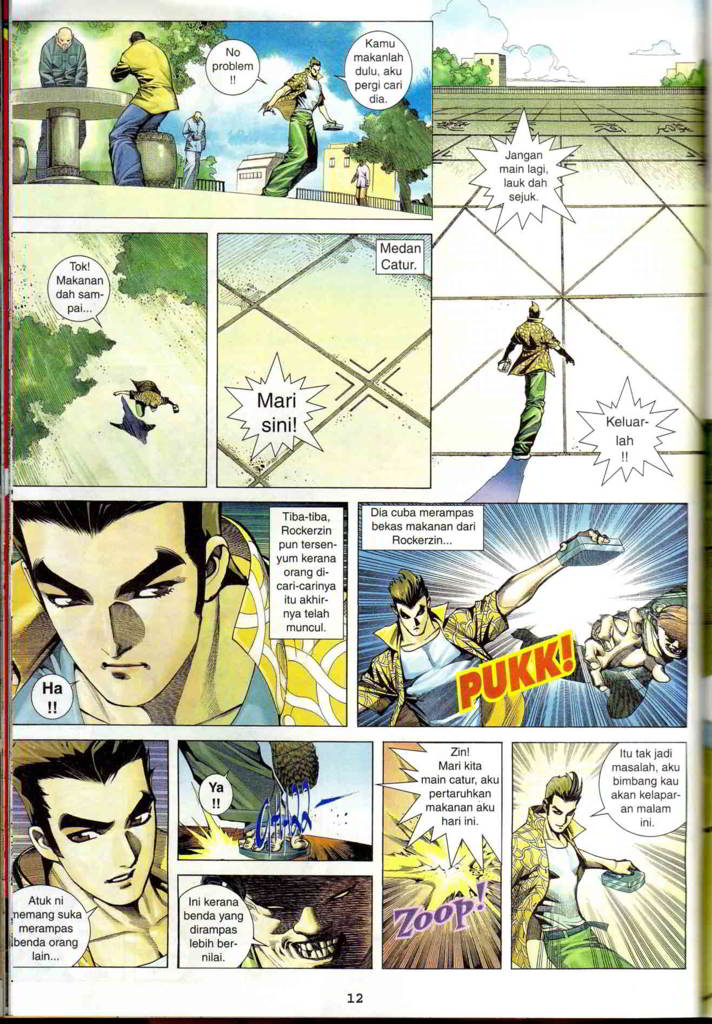 No
problem
!!
Kamu
makanlah
dulu, aku
pergi cari
dia.
Jangan
main lagi,
lauk dah
sejuk.
Tok!
Makanan
dah sam-
pai...
Medan
Catur.
Mari
sini!
Keluar-
lah
!!
Tiba-tiba,
Rockerzin
pun tersen-
yum kerana
orang di-
cari-carinya
itu telah
muncul.
Ha
!!
Dia cuba merampas
bekas makanan dari
Rockerzin...
PUKK!
Atuk ni
memang suka
merampas
benda orang
lain...
Ya
!!
Ini kerana
benda yang
dirampas
lebih ber-
nilai.
Zin!
Mari kita
main catur, aku
pertaruhkan
makanan aku
hari ini.
Zoop!
Itu tak jadi
masalah, aku
bimbang kau
akan kelapar-
an malam
ini.
12